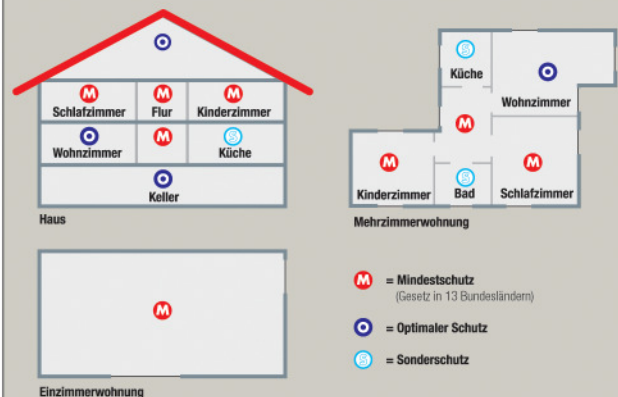 M M M
Schlafzimmer Flur Kinderzimmer
M S
Wohnzimmer Küche
Keller
Haus
S
Küche
Wohnzimmer
M
M M
S
Kinderzimmer Bad Schlafzimmer
Mehrzimmerwohnung
M
Einzimmerwohnung
M = Mindestschutz
(Gesetz in 13 Bundesländern)
= Optimaler Schutz
S = Sonderschutz